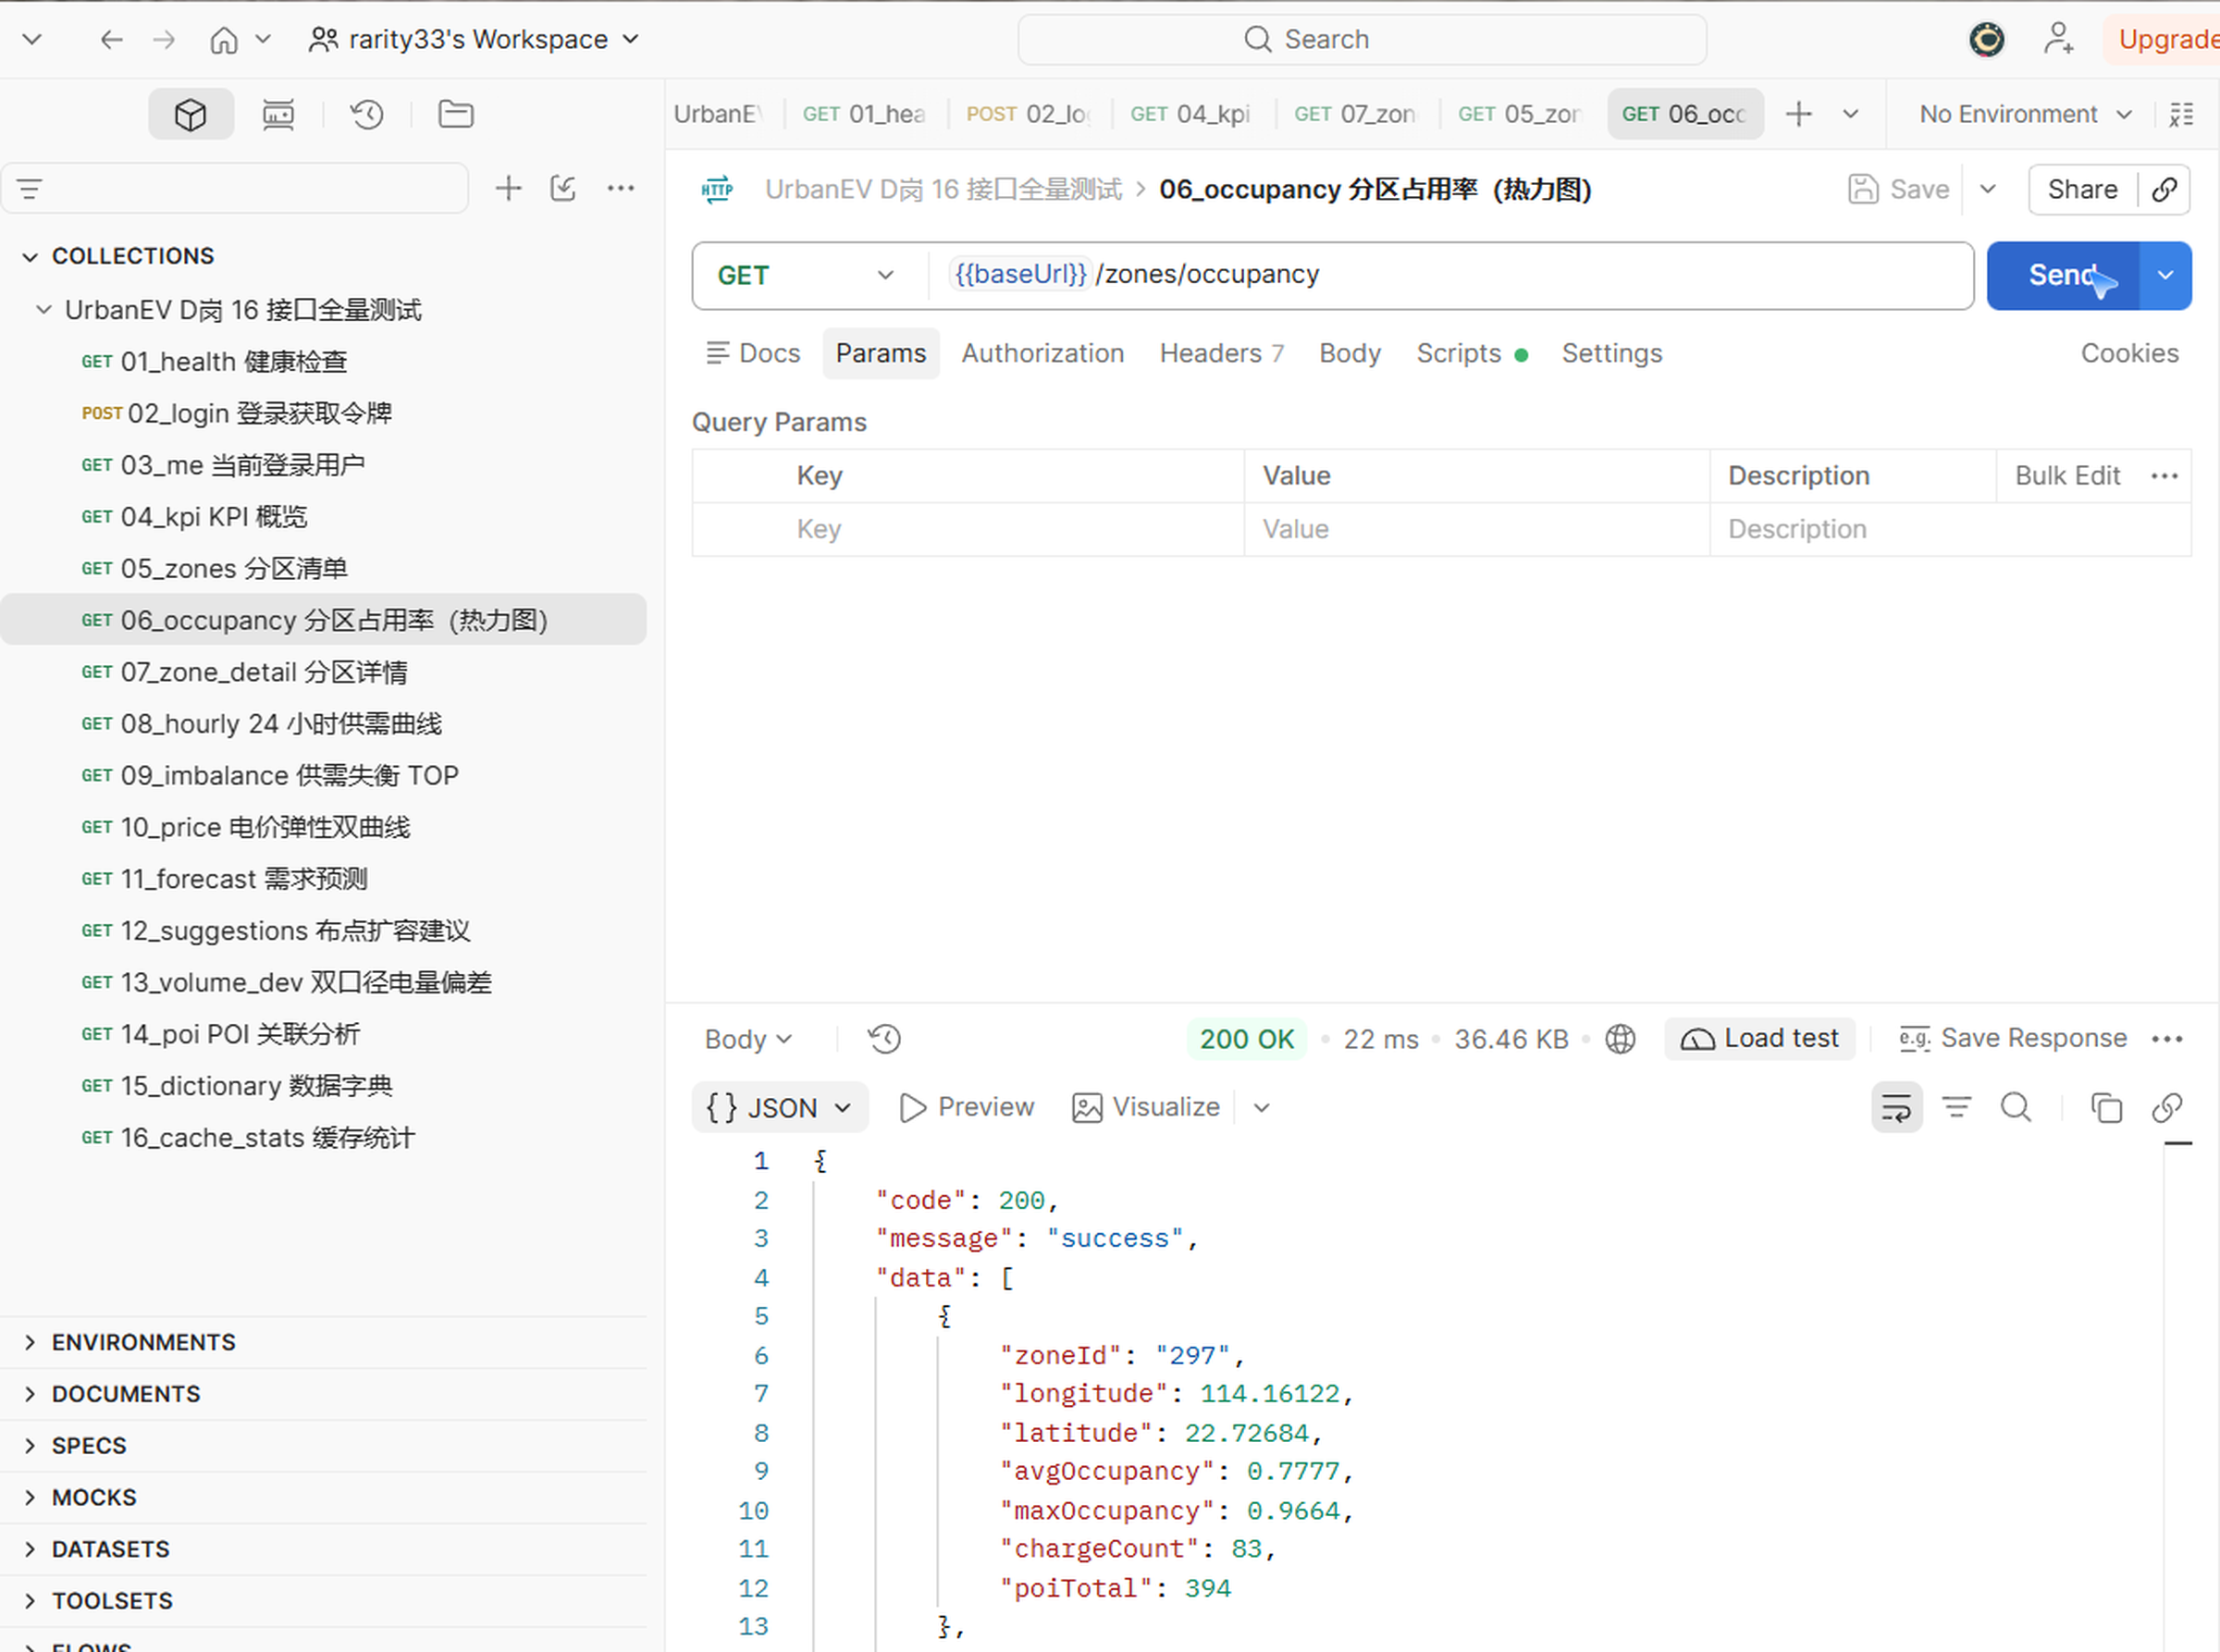 rarity33's Workspace
Search
Upgrade
UrbanEV
GET 01_hea
POST 02_lo
GET 04_kpi
GET 07_zon
GET 05_zon
GET 06_occ
No Environment
COLLECTIONS
UrbanEV D岗 16 接口全量测试
GET 01_health 健康检查
POST 02_login 登录获取令牌
GET 03_me 当前登录用户
GET 04_kpi KPI 概览
GET 05_zones 分区清单
GET 06_occupancy 分区占用率（热力图）
GET 07_zone_detail 分区详情
GET 08_hourly 24 小时供需曲线
GET 09_imbalance 供需失衡 TOP
GET 10_price 电价弹性双曲线
GET 11_forecast 需求预测
GET 12_suggestions 布点扩容建议
GET 13_volume_dev 双口径电量偏差
GET 14_poi POI 关联分析
GET 15_dictionary 数据字典
GET 16_cache_stats 缓存统计
ENVIRONMENTS
DOCUMENTS
SPECS
MOCKS
DATASETS
TOOLSETS
FLOWS
HTTP UrbanEV D岗 16 接口全量测试 > 06_occupancy 分区占用率（热力图）
Save
Share
GET {{baseUrl}}/zones/occupancy
Send
Docs Params Authorization Headers 7 Body Scripts Settings Cookies
Query Params
Key Value Description Bulk Edit
Key Value Description
Body 200 OK • 22 ms • 36.46 KB • Load test e.g. Save Response
{} JSON Preview Visualize
1 {
2 "code": 200,
3 "message": "success",
4 "data": [
5 {
6 "zoneId": "297",
7 "longitude": 114.16122,
8 "latitude": 22.72684,
9 "avgOccupancy": 0.7777,
10 "maxOccupancy": 0.9664,
11 "chargeCount": 83,
12 "poiTotal": 394
13 },